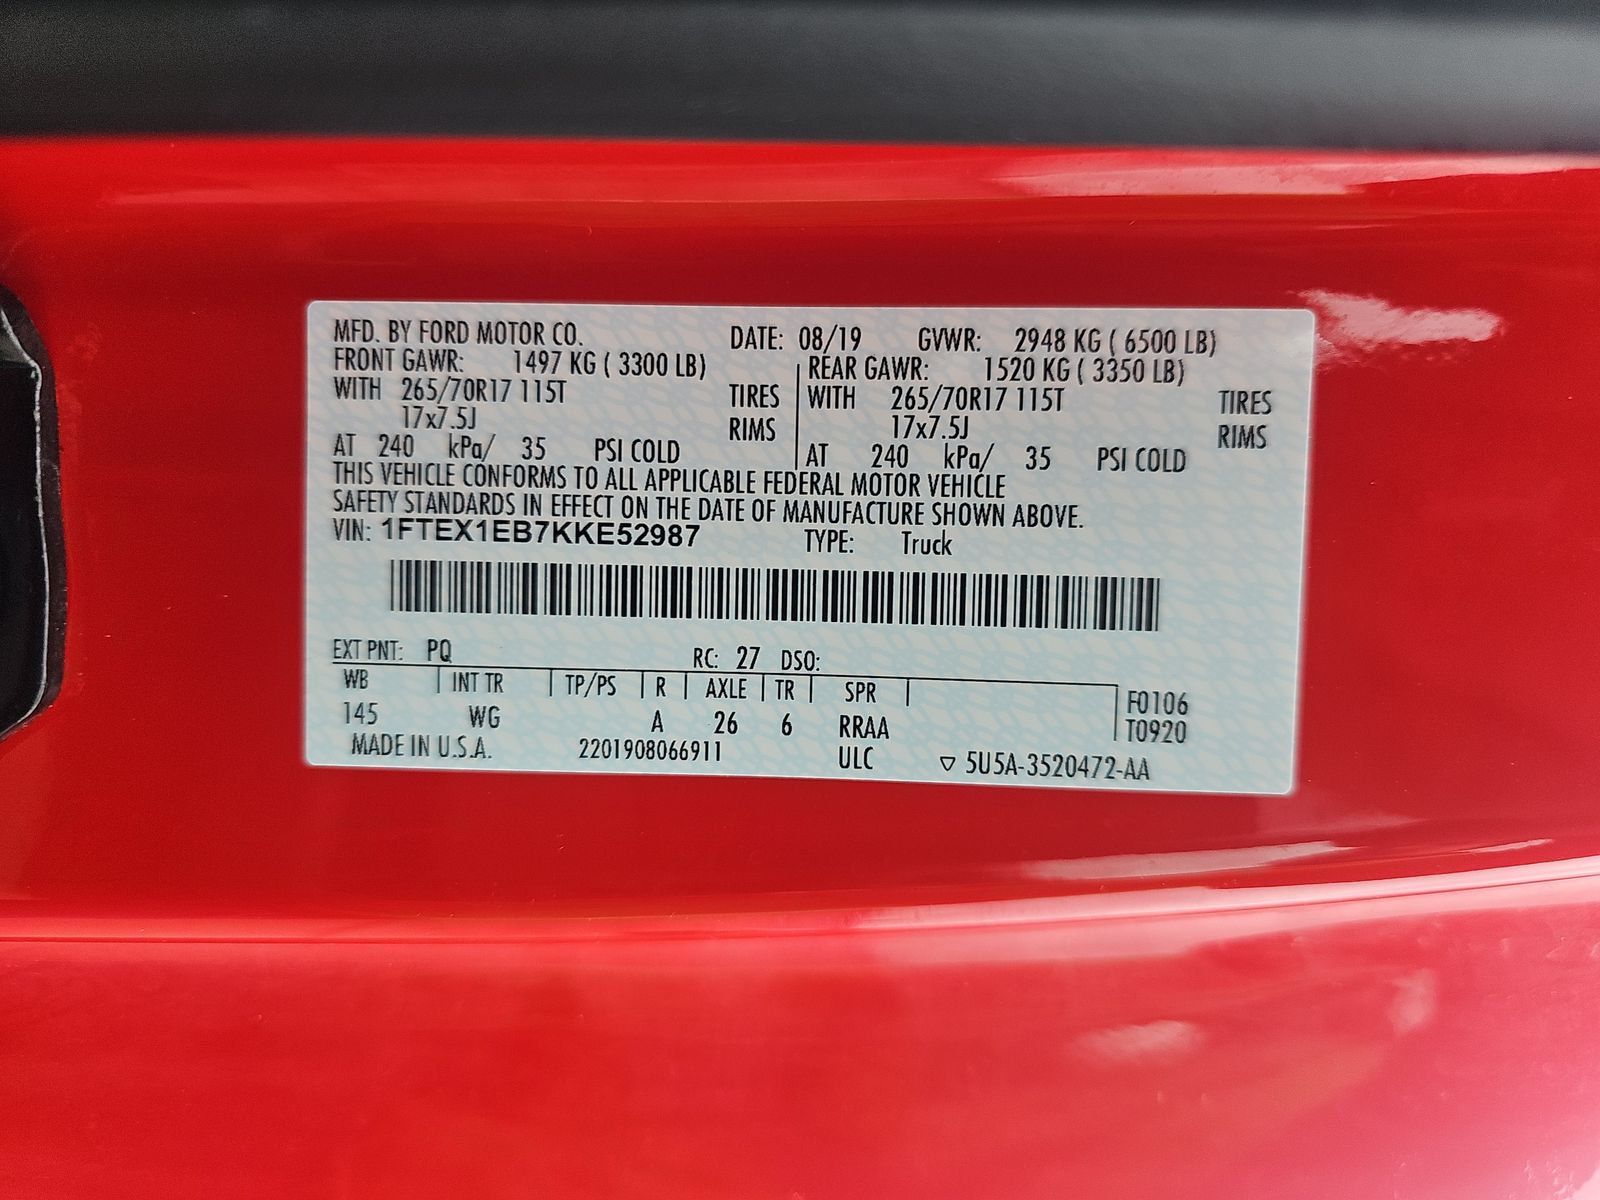 MFD. BY FORD MOTOR CO. DATE: 08/19 GVWR: 2948 KG ( 6500 LB)
FRONT GAWR: 1497 KG ( 3300 LB) REAR GAWR: 1520 KG ( 3350 LB)
WITH 265/70R17 115T TIRES WITH 265/70R17 115T TIRES
17x7.5J RIMS 17x7.5J RIMS
AT 240 kPa/ 35 PSI COLD AT 240 kPa/ 35 PSI COLD
THIS VEHICLE CONFORMS TO ALL APPLICABLE FEDERAL MOTOR VEHICLE
SAFETY STANDARDS IN EFFECT ON THE DATE OF MANUFACTURE SHOWN ABOVE.
VIN: 1FTEX1EB7KKE52987 TYPE: Truck
EXT PNT: PQ RC: 27 DSO:
WB INT TR TP/PS R AXLE TR SPR F0106
145 WG A 26 6 RRAA T0920
MADE IN U.S.A. 2201908066911 ULC ▽ 5U5A-3520472-AA